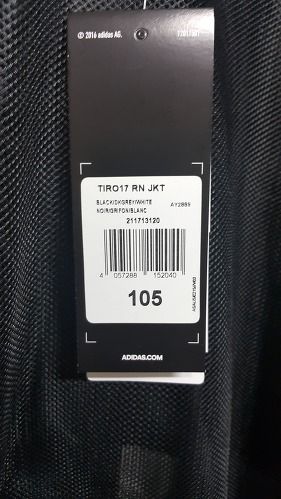 © 2016 adidas AG.
TIRO17 RN JKT
BLACK/DKGREY/WHITE AY2889
NOIR/GRIFON/BLANC
211713120
4 057288 152040
105
ADIDAS.COM